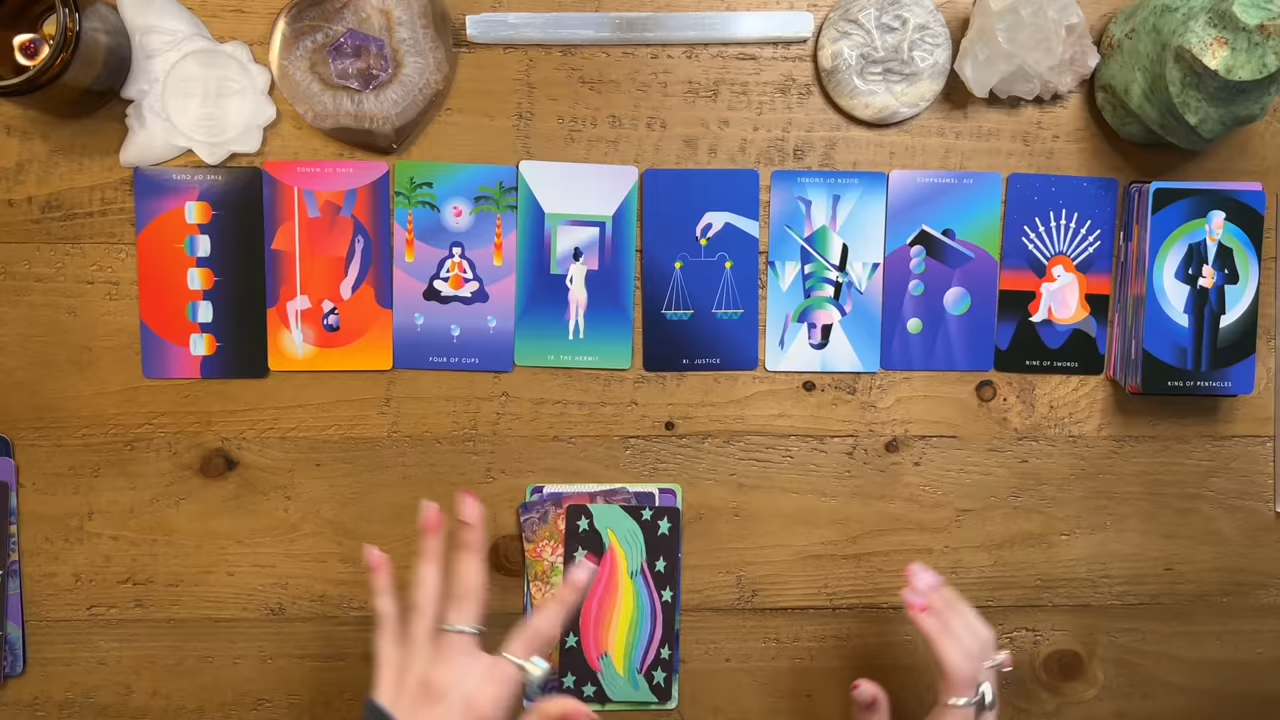 FIVE OF CUPS
KING OF WANDS
FOUR OF CUPS
IX. THE HERMIT
XI. JUSTICE
QUEEN OF SWORDS
XIV. TEMPERANCE
NINE OF SWORDS
KING OF PENTACLES